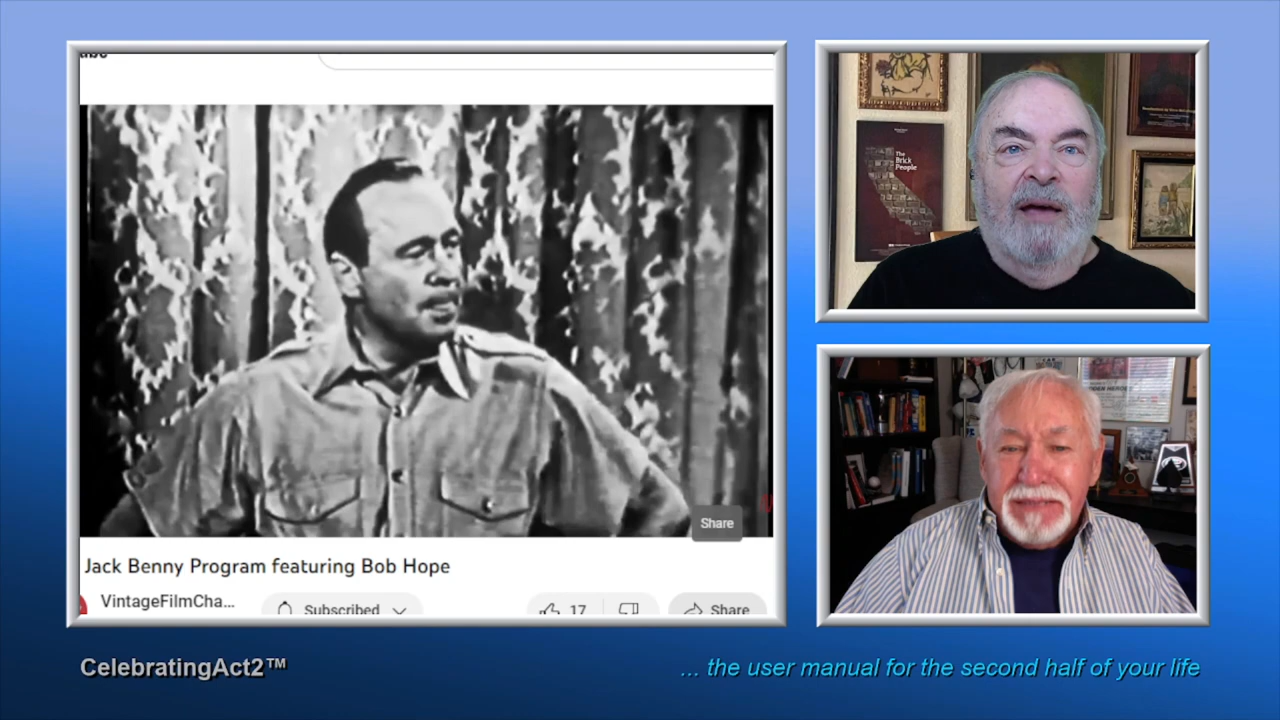 Share
Jack Benny Program featuring Bob Hope
VintageFilmCha...
Subscribed
17
Share
The
Brick
People
CelebratingAct2™
... the user manual for the second half of your life